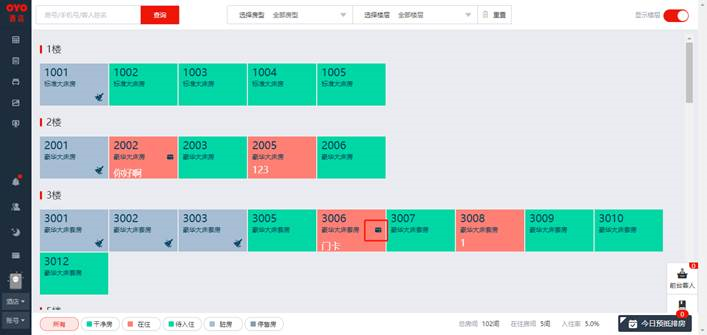 OYO
酒店
房号/手机号/客人姓名 查询 选择房型 全部房型 选择楼层 全部楼层 重置 显示楼层
1楼
1001 1002 1003 1004 1005
标准大床房 标准大床房 标准大床房 标准大床房 标准大床房
2楼
2001 2002 2003 2005 2006
豪华大床房 豪华大床房 豪华大床房 豪华大床房 豪华大床房
你好啊 123
3楼
3001 3002 3003 3005 3006 3007 3008 3009 3010
豪华大床套房 豪华大床套房 豪华大床套房 豪华大床套房 豪华大床套房 豪华大床套房 豪华大床套房 豪华大床套房 豪华大床套房
门卡 1
3012
豪华大床套房
0
前台客人
酒店
账号
所有 干净房 在住 待入住 脏房 停售房 总房间 102间 在住房间 5间 入住率 5.0%
0
今日预抵排房